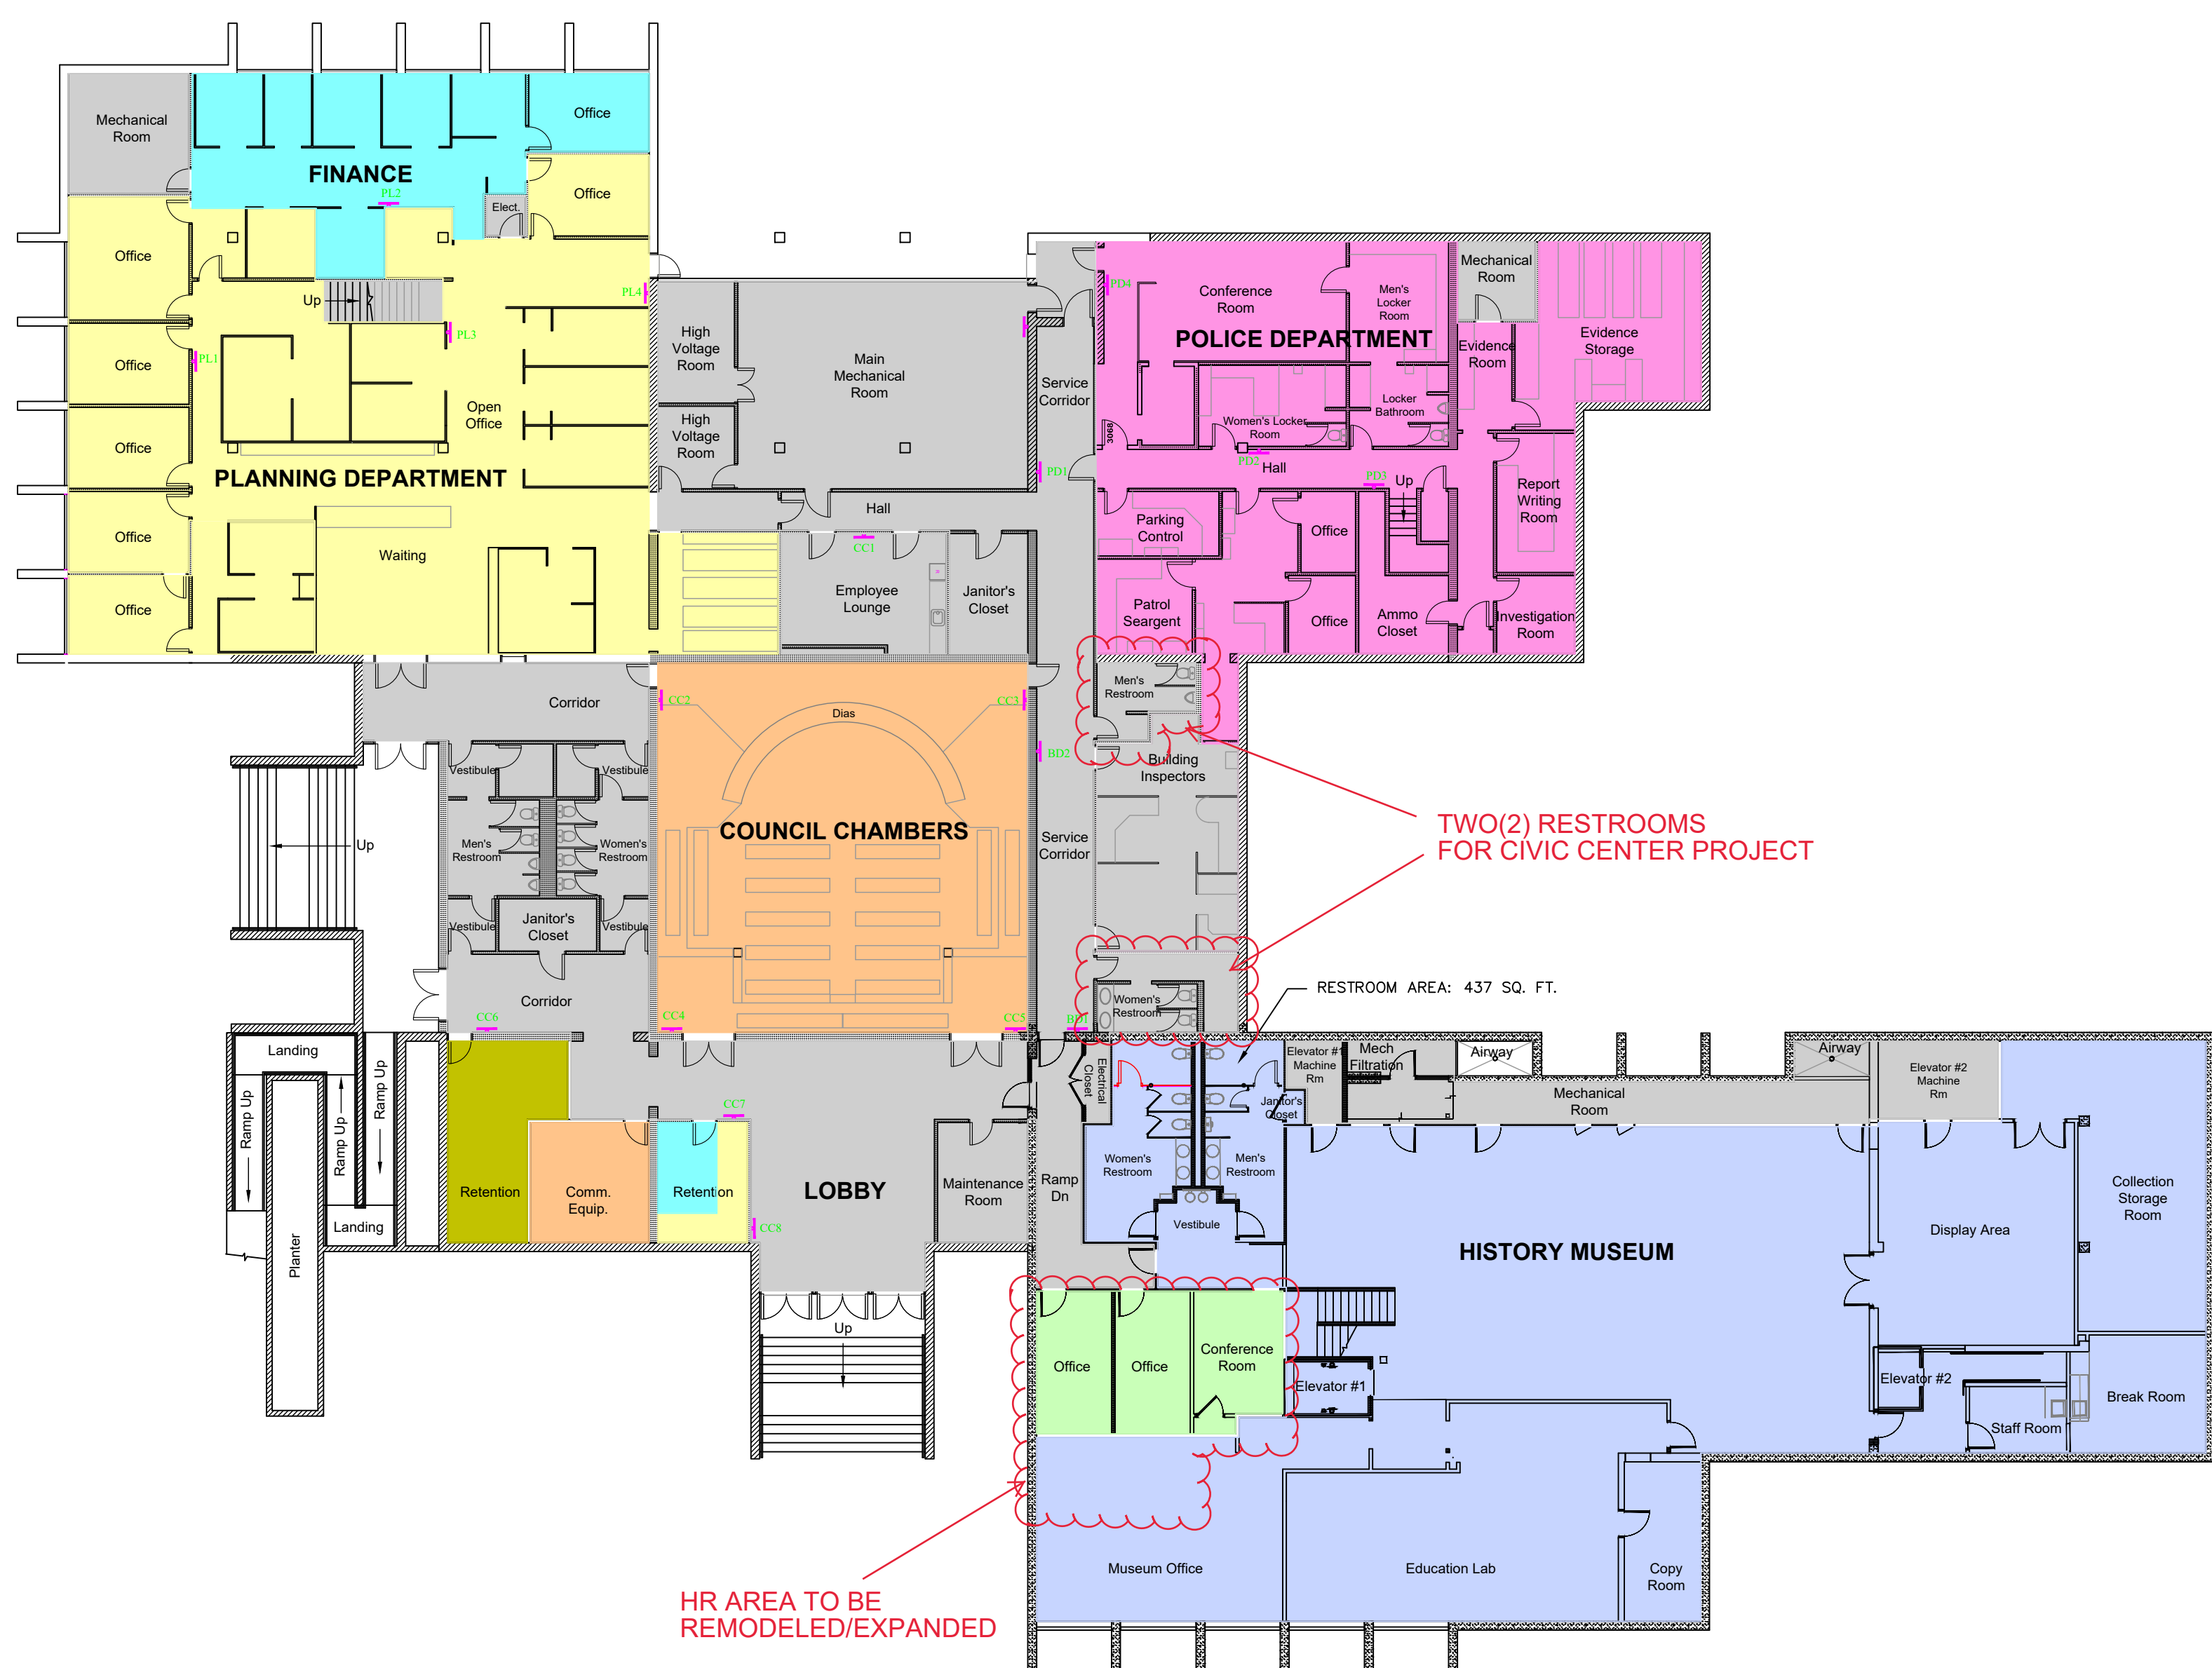 Mechanical
Room
FINANCE
Office
Office
PL2
Elect.
Office
Up
PL4
PL3
PL1
Office
Open
Office
Office
PLANNING DEPARTMENT
Office
Waiting
Office
High
Voltage
Room
Main
Mechanical
Room
High
Voltage
Room
Hall
CC1
Employee
Lounge
Janitor's
Closet
Service
Corridor
PD1
PD4
Conference
Room
Men's
Locker
Room
Mechanical
Room
POLICE DEPARTMENT
Evidence
Room
Evidence
Storage
Locker
Bathroom
Women's Locker
Room
3068
PD2
Hall
PD3
Up
Report
Writing
Room
Parking
Control
Office
Patrol
Seargent
Office
Ammo
Closet
Investigation
Room
Men's
Restroom
Building
Inspectors
BD2
Corridor
CC2
Dias
CC3
Vestibule
Vestibule
Up
Men's
Restroom
Women's
Restroom
COUNCIL CHAMBERS
Service
Corridor
TWO(2) RESTROOMS
FOR CIVIC CENTER PROJECT
Vestibule
Janitor's
Closet
Vestibule
Corridor
CC6
CC4
CC5
BD1
Women's
Restroom
RESTROOM AREA: 437 SQ. FT.
Landing
Ramp Up
Ramp Up
Ramp Up
Landing
Planter
Retention
Comm.
Equip.
CC7
Retention
CC8
LOBBY
Maintenance
Room
Up
Electrical
Closet
Ramp
Dn
Women's
Restroom
Men's
Restroom
Vestibule
Elevator #1
Machine
Rm
Janitor's
Closet
Mech
Filtration
Airway
Mechanical
Room
Airway
Elevator #2
Machine
Rm
Collection
Storage
Room
Display Area
HISTORY MUSEUM
Office
Office
Conference
Room
Elevator #1
Elevator #2
Break Room
Staff Room
Museum Office
Education Lab
Copy
Room
HR AREA TO BE
REMODELED/EXPANDED